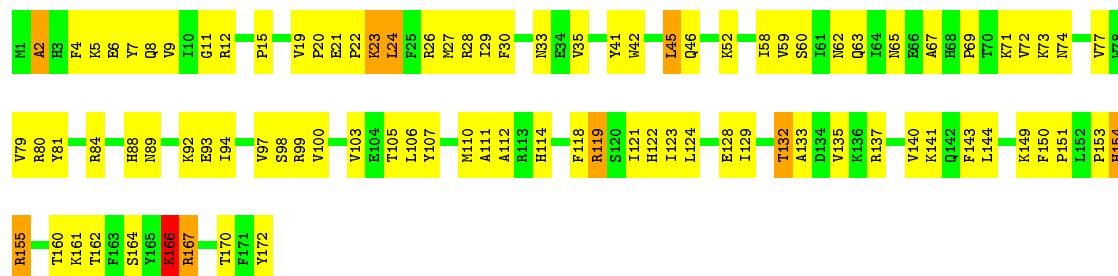 M1 A2 H3 F4 K5 E6 Y7 Q8 V9 I10 G11 R12 P15 V19 P20 E21 P22 K23 L24 F25 R26 M27 R28 I29 F30 N33 E34 V35 Y41 W42 L45 Q46 K52 I58 V59 S60 I61 N62 Q63 I64 N65 E66 A67 H68 P69 T70 K71 V72 K73 N74 V77 W78
V79 R80 Y81 R84 H88 N89 K92 E93 I94 V97 S98 R99 V100 V103 E104 T105 L106 Y107 M110 A111 A112 R113 H114 F118 R119 S120 I121 H122 I123 L124 E128 I129 T132 A133 D134 V135 K136 R137 V140 K141 Q142 F143 L144 K149 F150 P151 L152 P153 H154
R155 T160 K161 T162 F163 S164 Y165 K166 R167 T170 F171 Y172